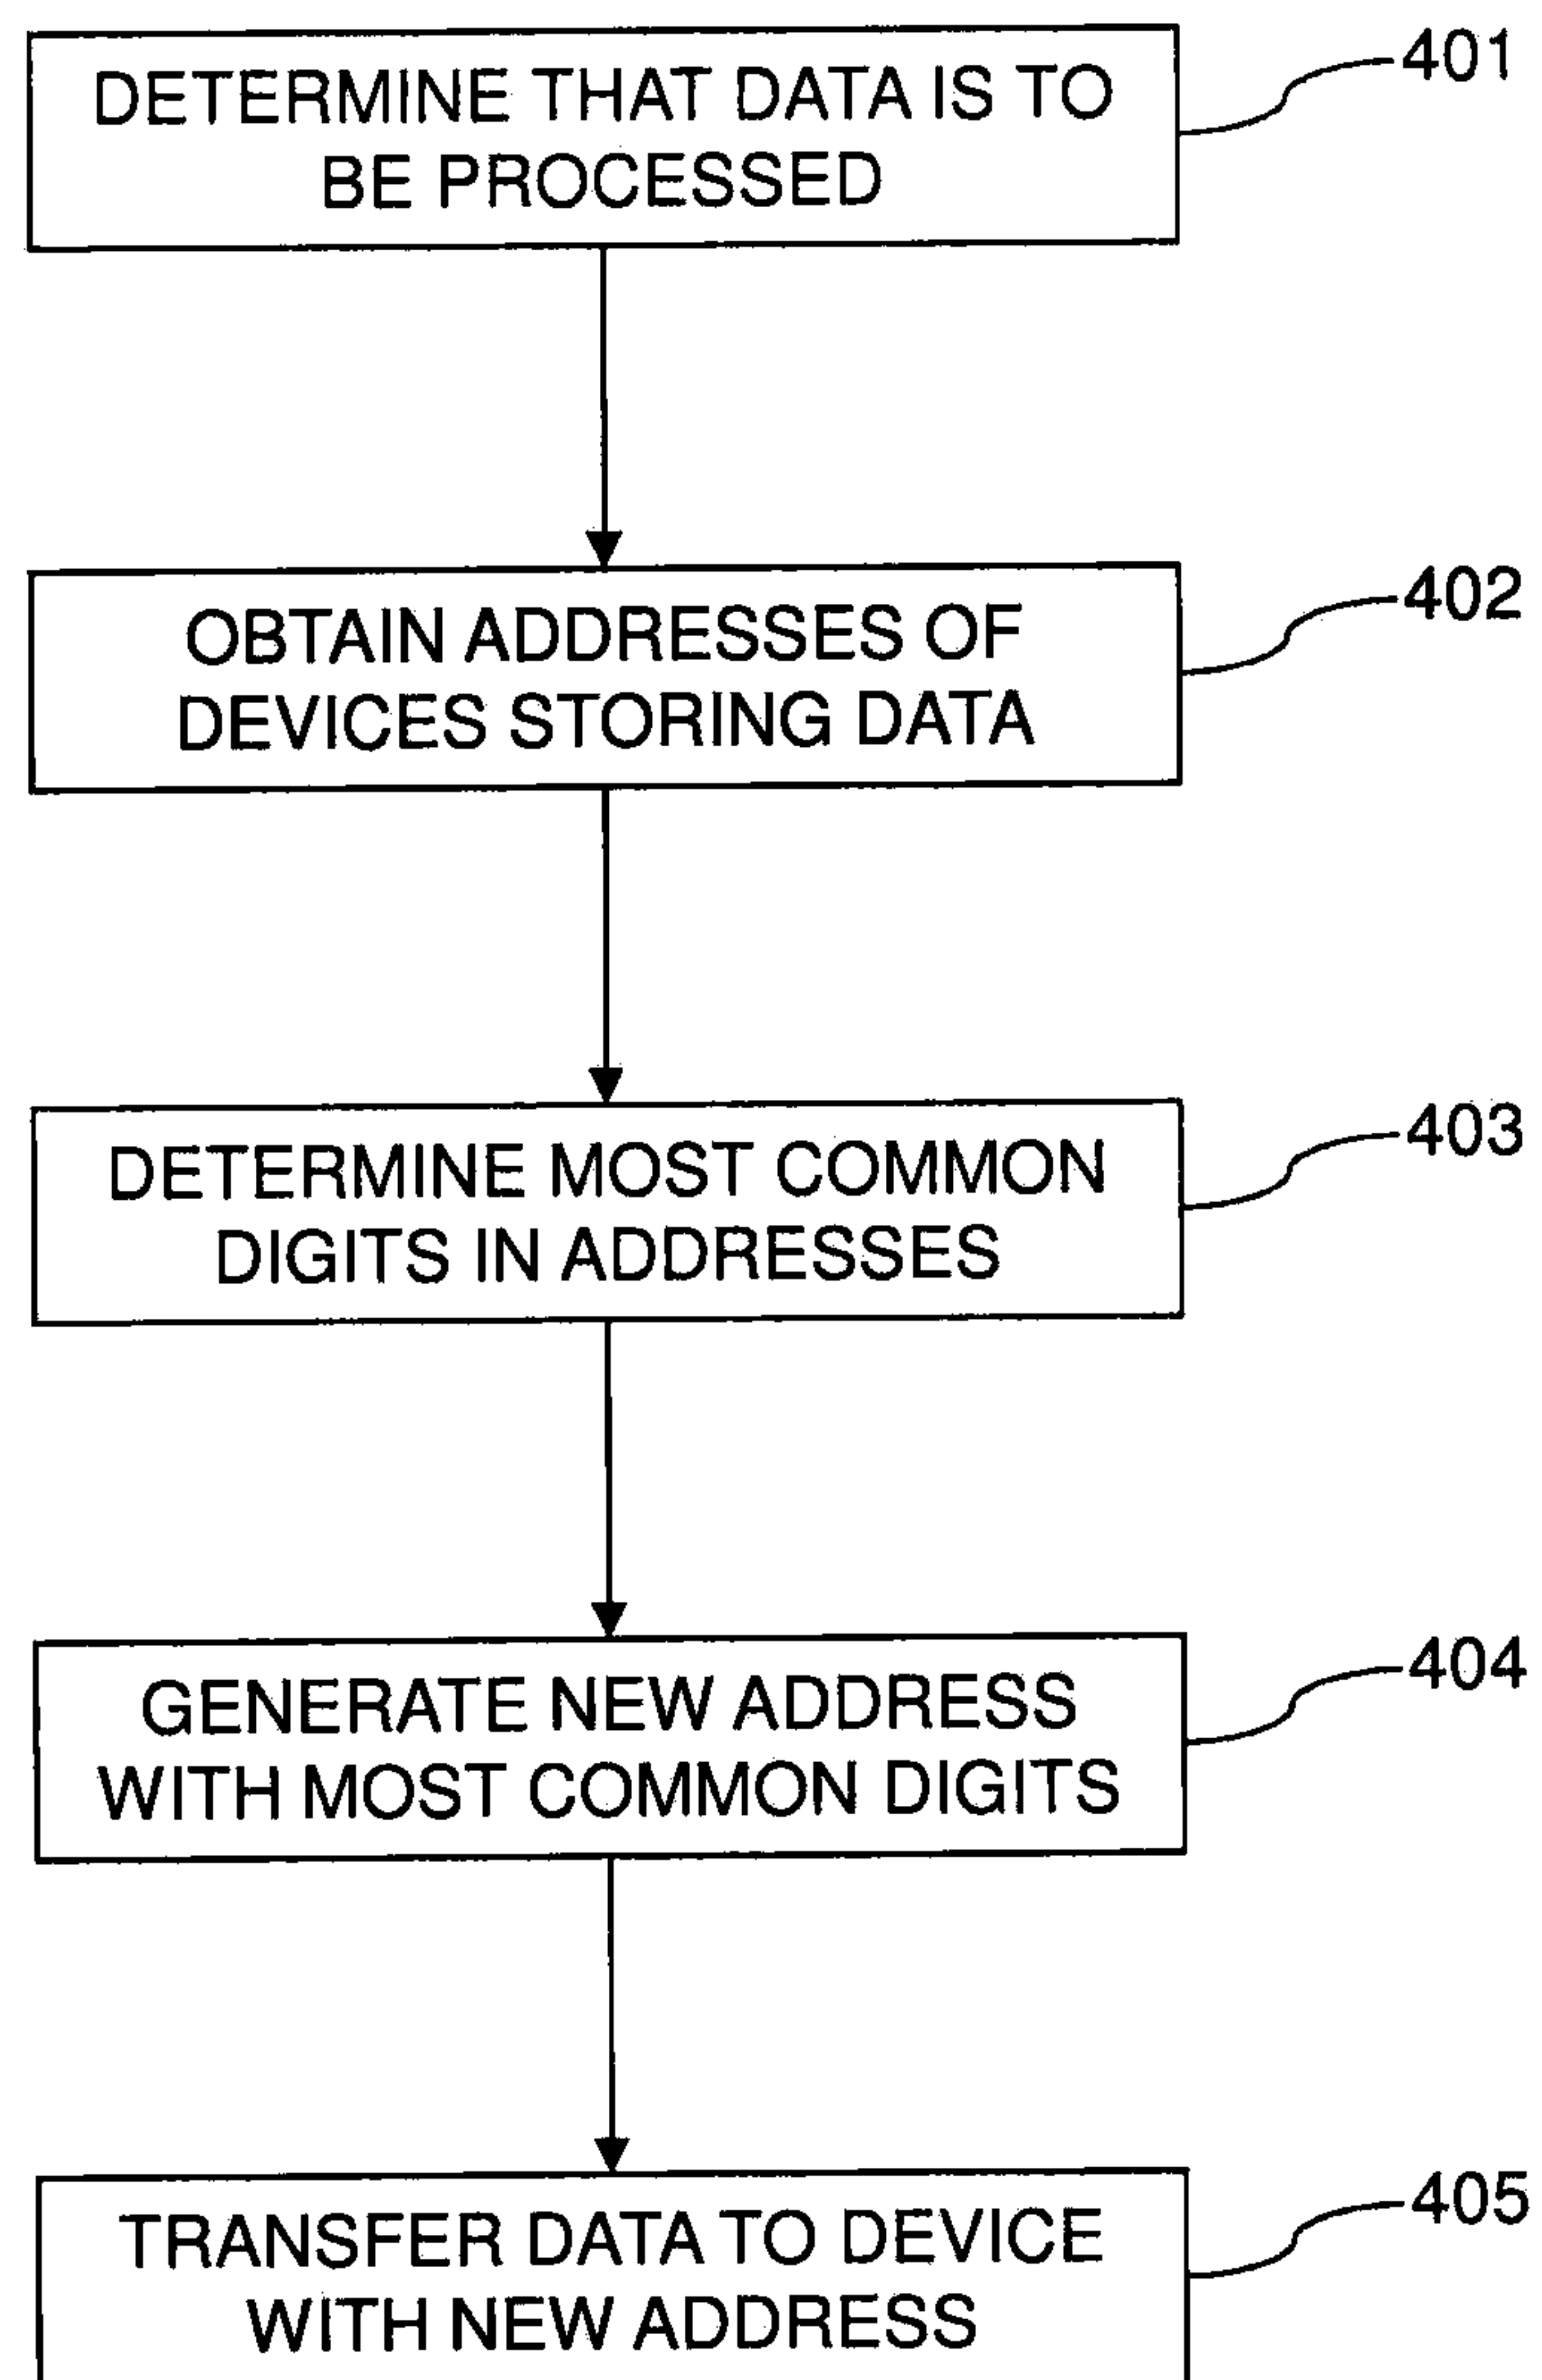 DETERMINE THAT DATA IS TO
BE PROCESSED
401
OBTAIN ADDRESSES OF
DEVICES STORING DATA
402
DETERMINE MOST COMMON
DIGITS IN ADDRESSES
403
GENERATE NEW ADDRESS
WITH MOST COMMON DIGITS
404
TRANSFER DATA TO DEVICE
WITH NEW ADDRESS
405